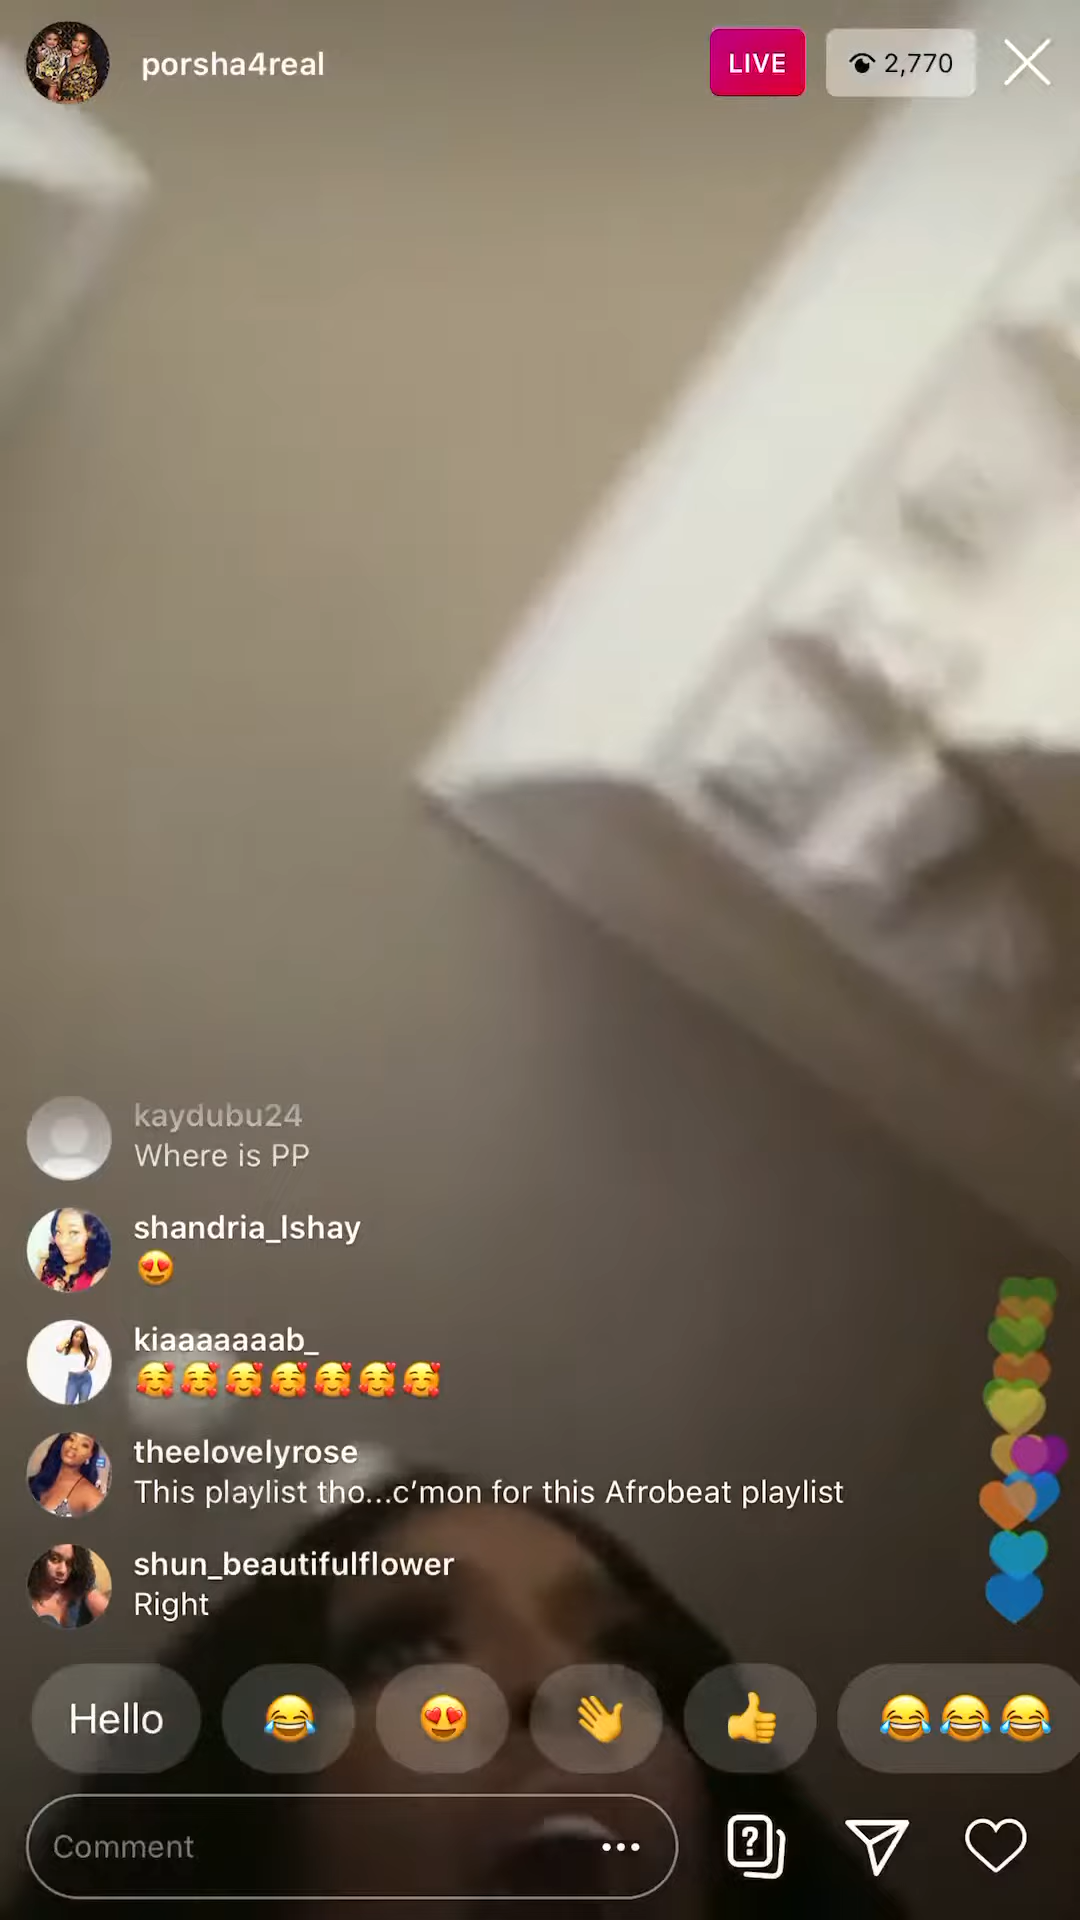 porsha4real
LIVE
2,770
kaydubu24
Where is PP
shandria_lshay
😍
kiaaaaaaab_
🥰🥰🥰🥰🥰🥰🥰
theelovelyrose
This playlist tho...c'mon for this Afrobeat playlist
shun_beautifulflower
Right
Hello 😂 😍 👋 👍 😂😂😂
Comment